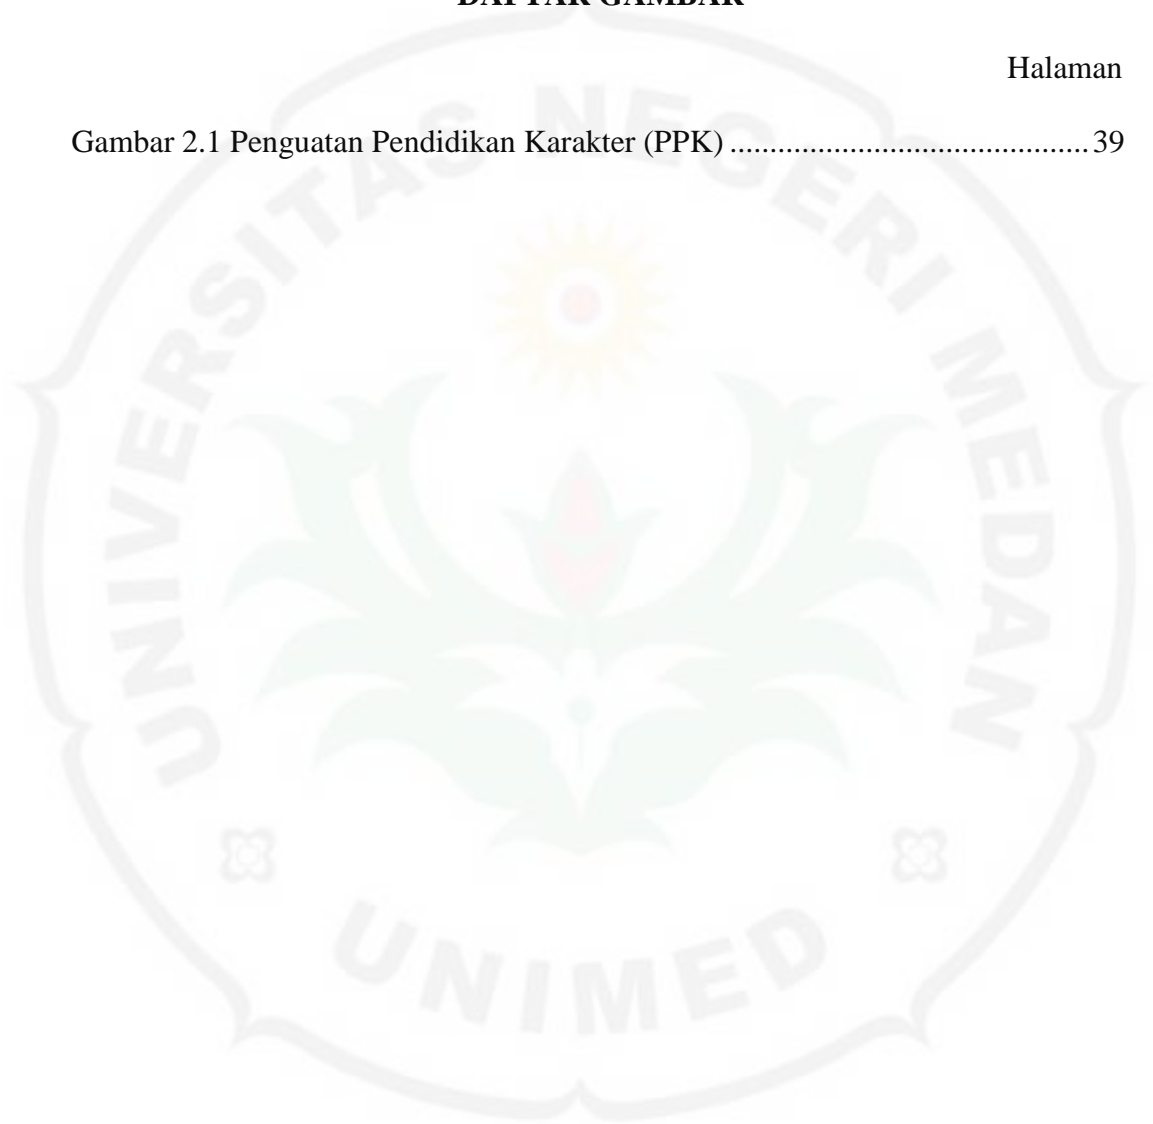 DAFTAR GAMBAR
Halaman
Gambar 2.1 Penguatan Pendidikan Karakter (PPK) ............................................. 39
UNIVERSITAS NEGERI MEDAN
UNIMED